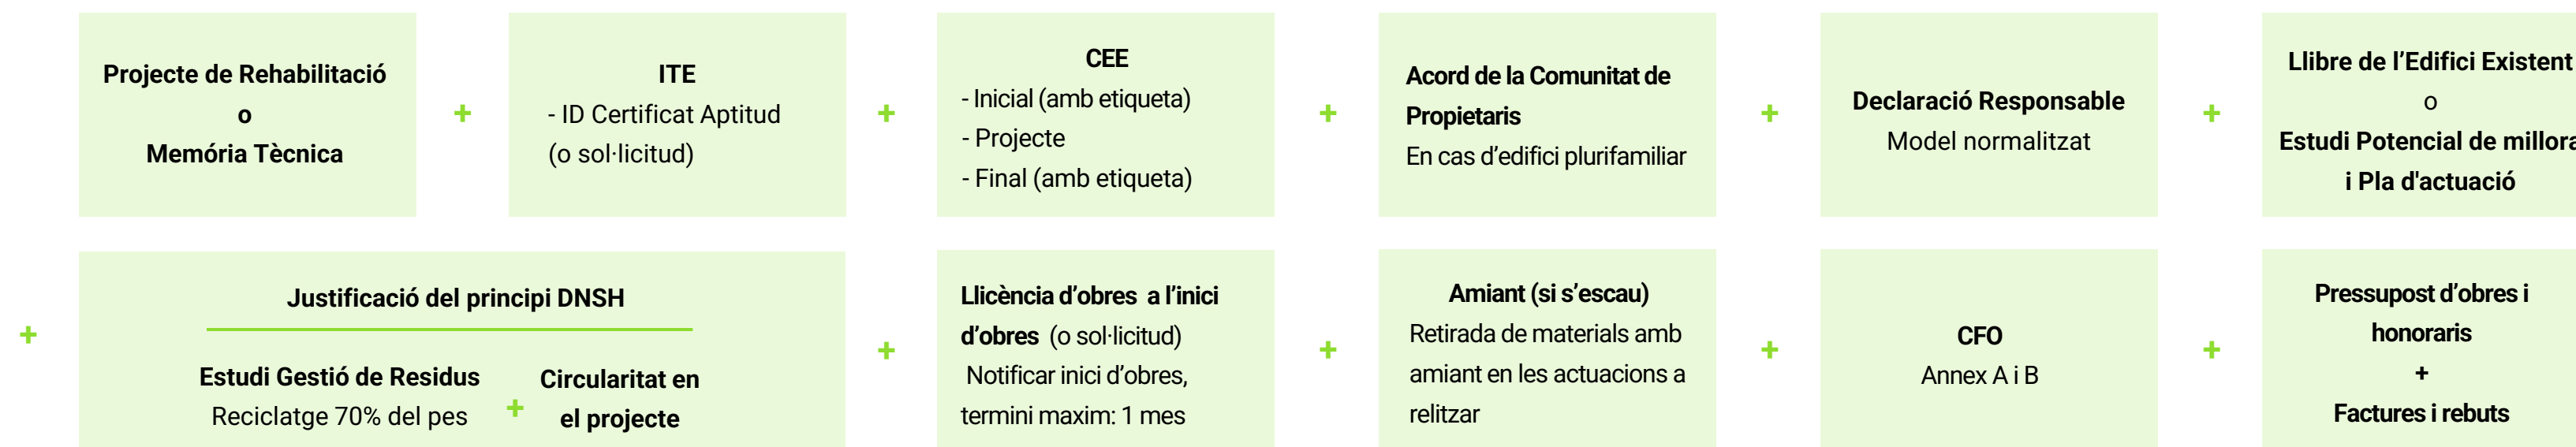 Projecte de Rehabilitació
o
Memória Tècnica
+
ITE
- ID Certificat Aptitud
(o sol·licitud)
+
CEE
- Inicial (amb etiqueta)
- Projecte
- Final (amb etiqueta)
+
Acord de la Comunitat de
Propietaris
En cas d’edifici plurifamiliar
+
Declaració Responsable
Model normalitzat
+
Llibre de l’Edifici Existent
o
Estudi Potencial de millora
i Pla d'actuació
+
Justificació del principi DNSH
Estudi Gestió de Residus
Reciclatge 70% del pes
+
Circularitat en
el projecte
+
Llicència d’obres a l’inici
d’obres (o sol·licitud)
Notificar inici d’obres,
termini maxim: 1 mes
+
Amiant (si s’escau)
Retirada de materials amb
amiant en les actuacions a
relitzar
+
CFO
Annex A i B
+
Pressupost d’obres i
honoraris
+
Factures i rebuts